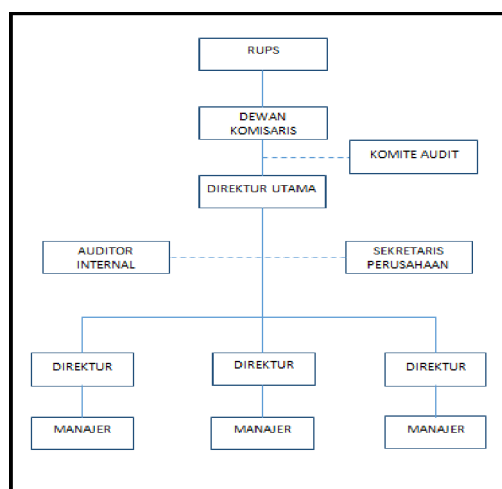 RUPS
DEWAN
KOMISARIS
KOMITE AUDIT
DIREKTUR UTAMA
AUDITOR
INTERNAL
SEKRETARIS
PERUSAHAAN
DIREKTUR
DIREKTUR
DIREKTUR
MANAJER
MANAJER
MANAJER